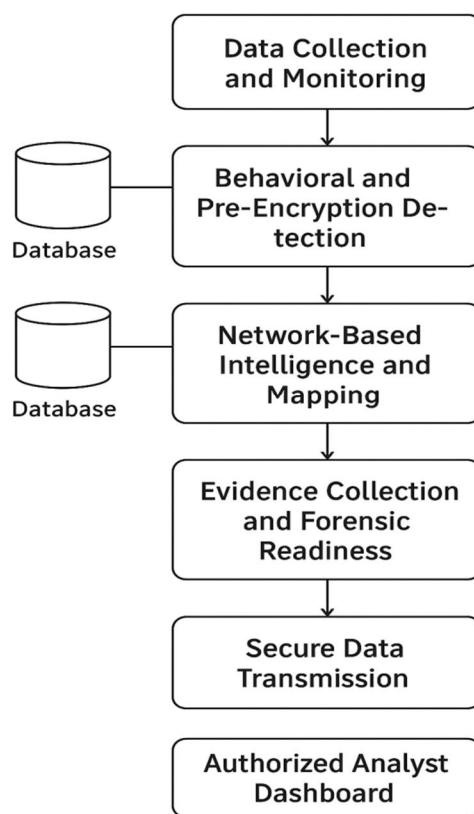 Data Collection
and Monitoring
Behavioral and
Pre-Encryption De-
tection
Database
Network-Based
Intelligence and
Mapping
Database
Evidence Collection
and Forensic
Readiness
Secure Data
Transmission
Authorized Analyst
Dashboard